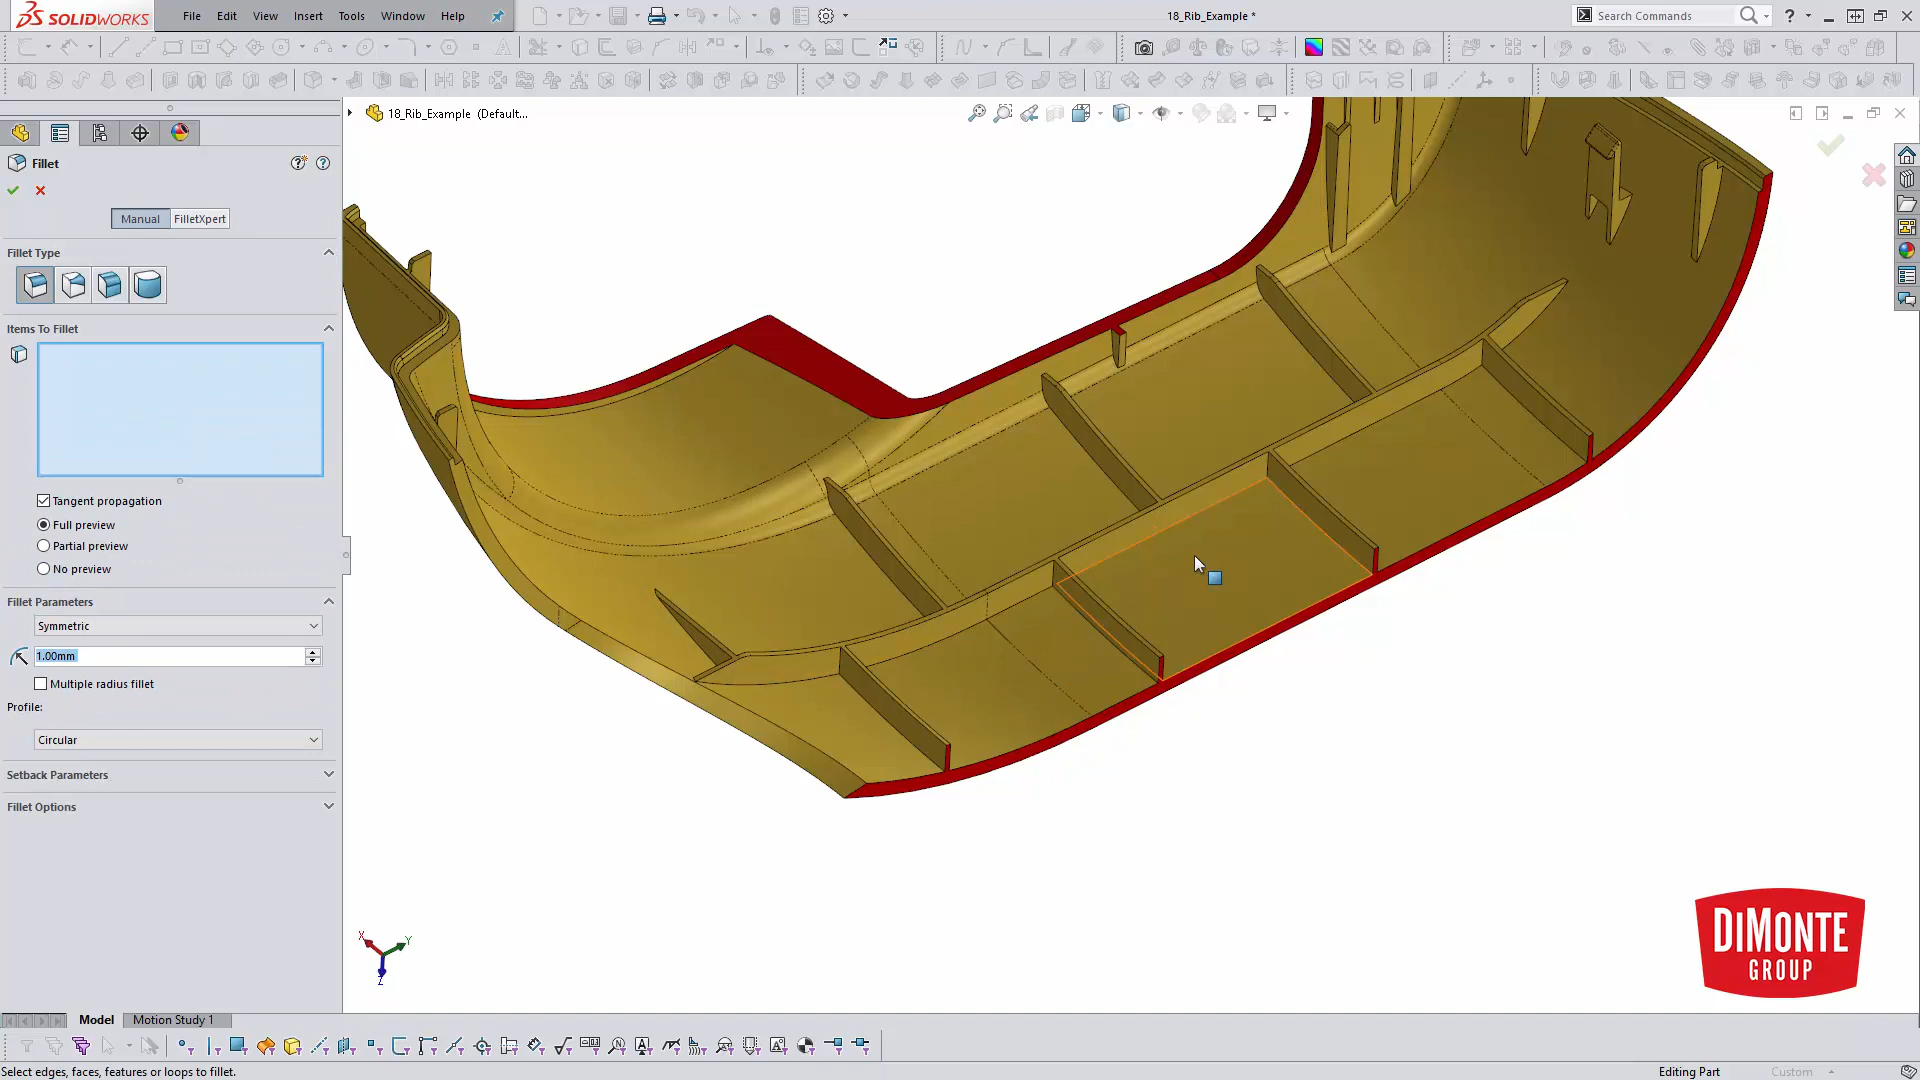 SOLIDWORKS
File Edit View Insert Tools Window Help
18_Rib_Example *
Search Commands
18_Rib_Example (Default...
Fillet
Manual
FilletXpert
Fillet Type
Items To Fillet
Tangent propagation
Full preview
Partial preview
No preview
Fillet Parameters
Symmetric
1.00mm
Multiple radius fillet
Profile:
Circular
Setback Parameters
Fillet Options
X
Y
Z
DIMONTE
GROUP
Model
Motion Study 1
Select edges, faces, features or loops to fillet.
Editing Part
Custom